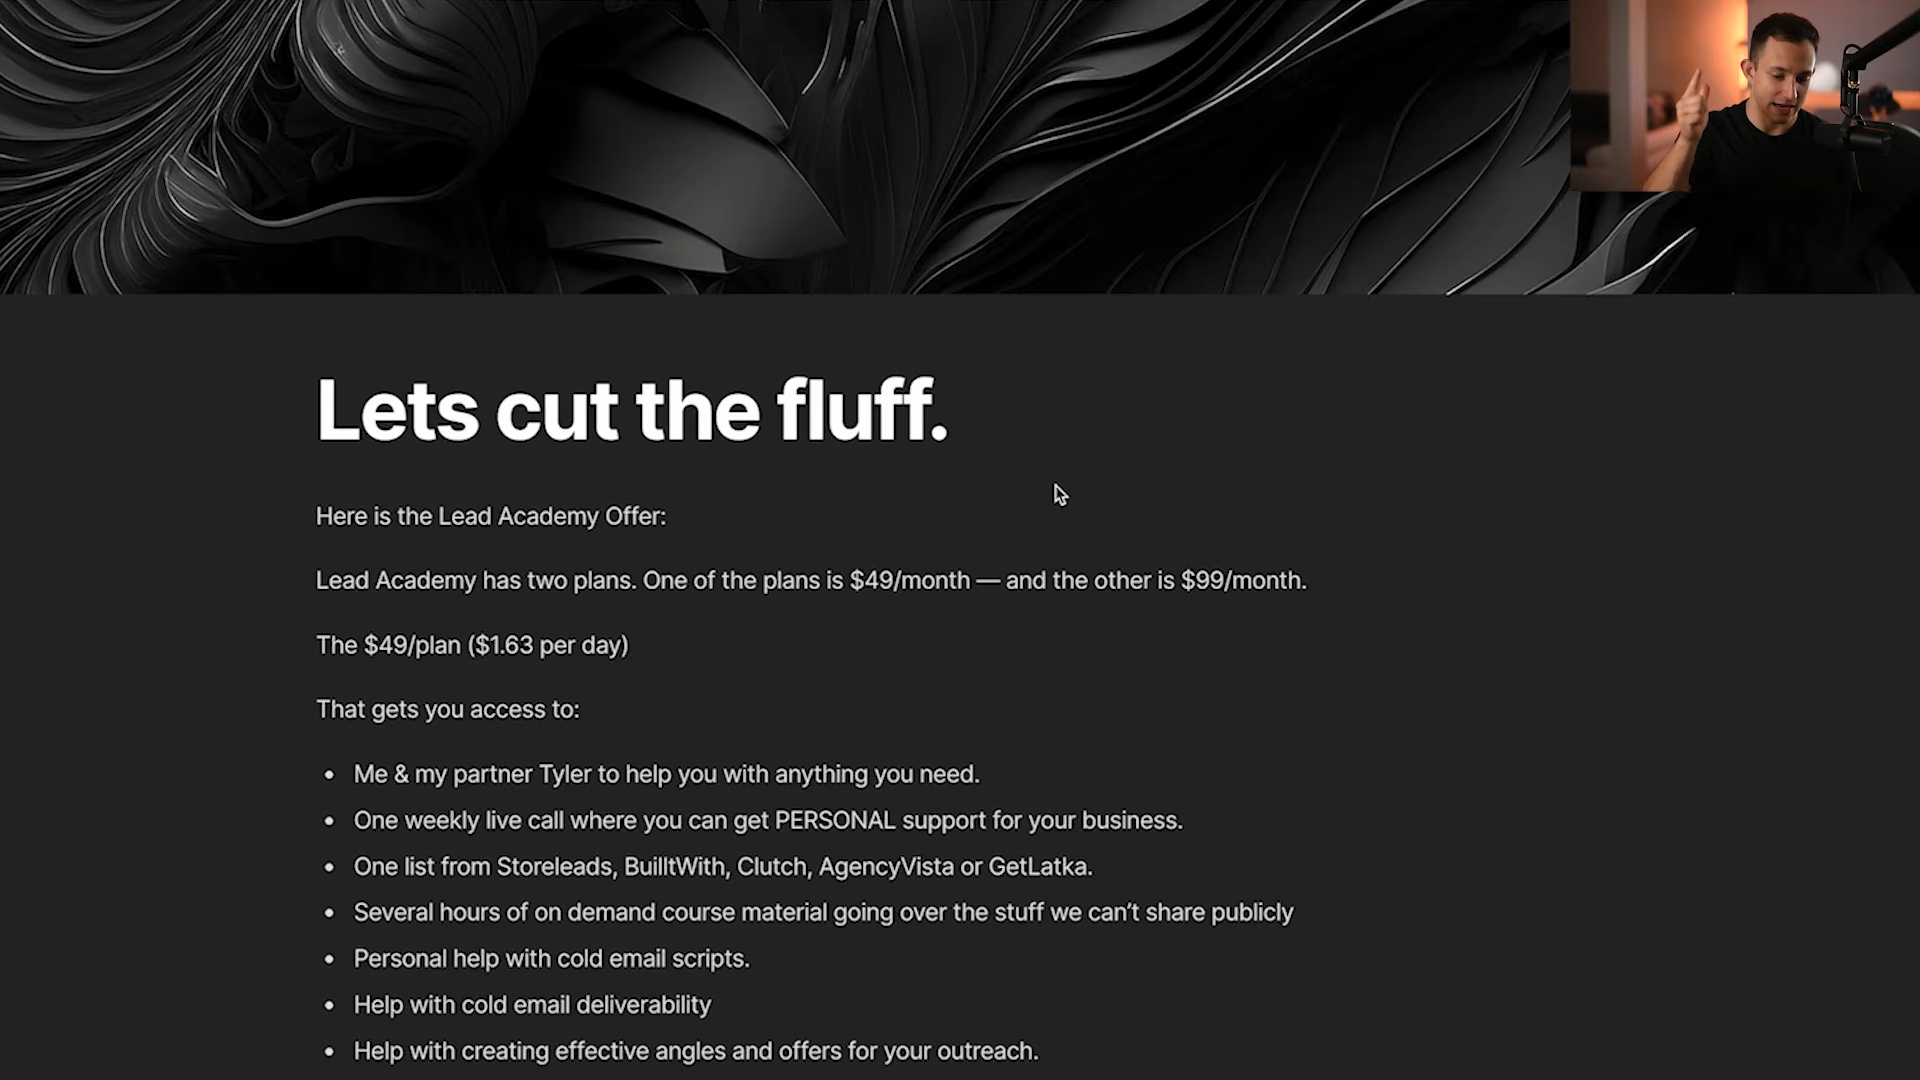 Lets cut the fluff.
Here is the Lead Academy Offer:
Lead Academy has two plans. One of the plans is $49/month — and the other is $99/month.
The $49/plan ($1.63 per day)
That gets you access to:
• Me & my partner Tyler to help you with anything you need.
• One weekly live call where you can get PERSONAL support for your business.
• One list from Storeleads, BuilltWith, Clutch, AgencyVista or GetLatka.
• Several hours of on demand course material going over the stuff we can’t share publicly
• Personal help with cold email scripts.
• Help with cold email deliverability
• Help with creating effective angles and offers for your outreach.